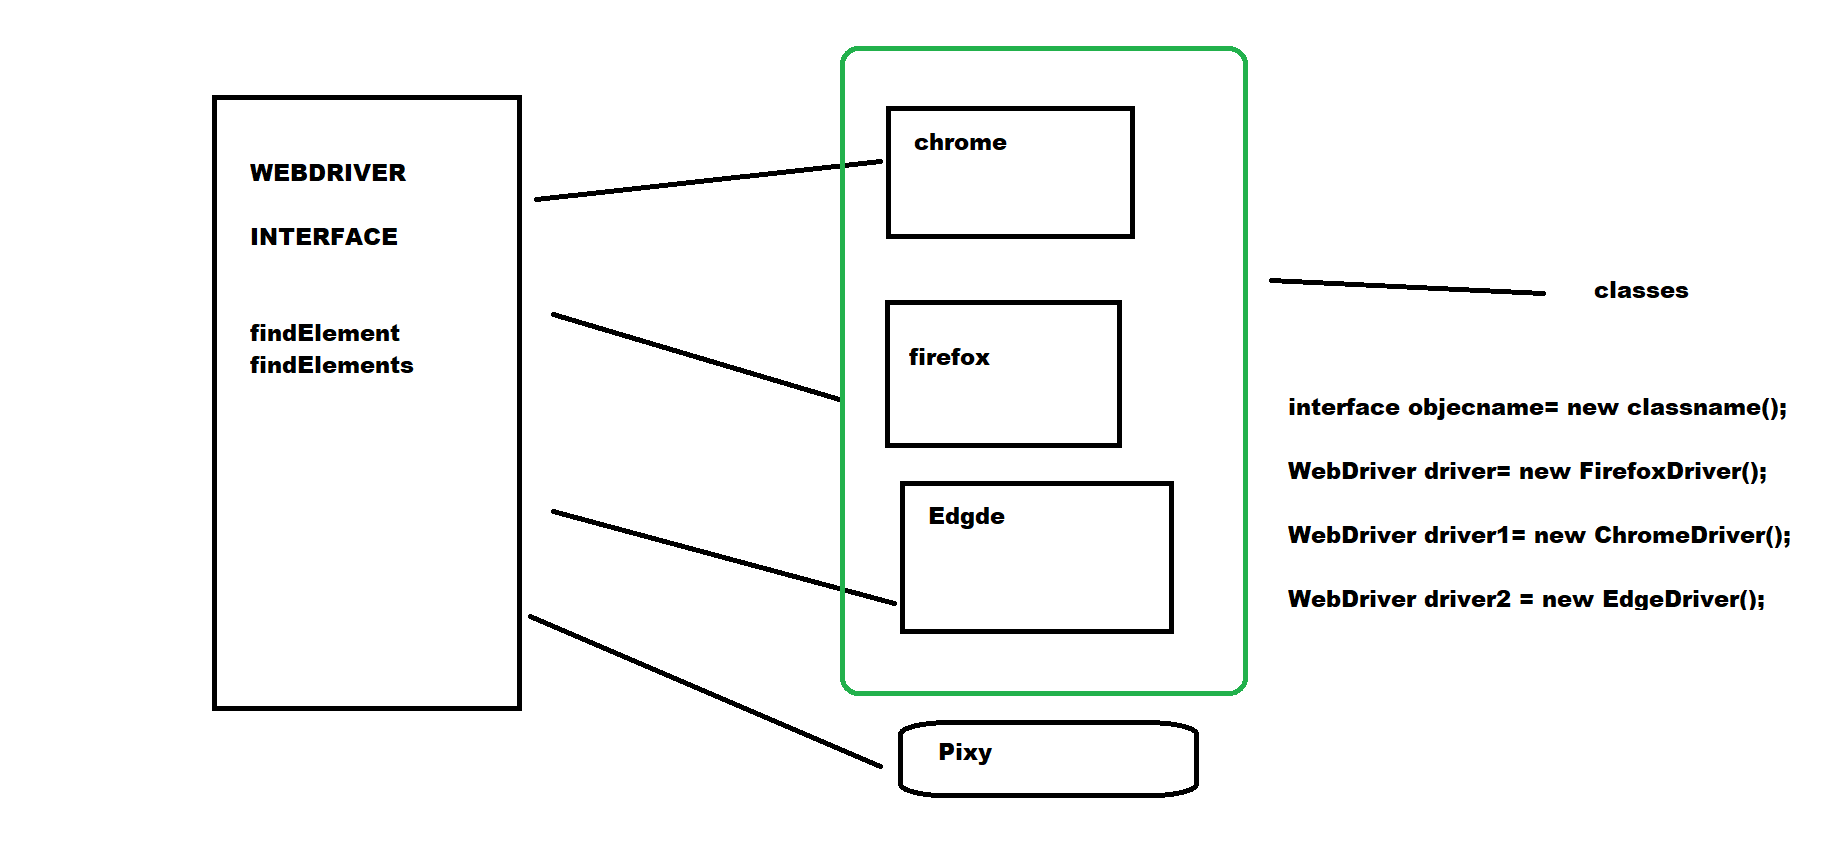 WEBDRIVER
INTERFACE
findElement
findElements
chrome
firefox
Edgde
Pixy
classes
interface objecname= new classname();
WebDriver driver= new FirefoxDriver();
WebDriver driver1= new ChromeDriver();
WebDriver driver2 = new EdgeDriver();